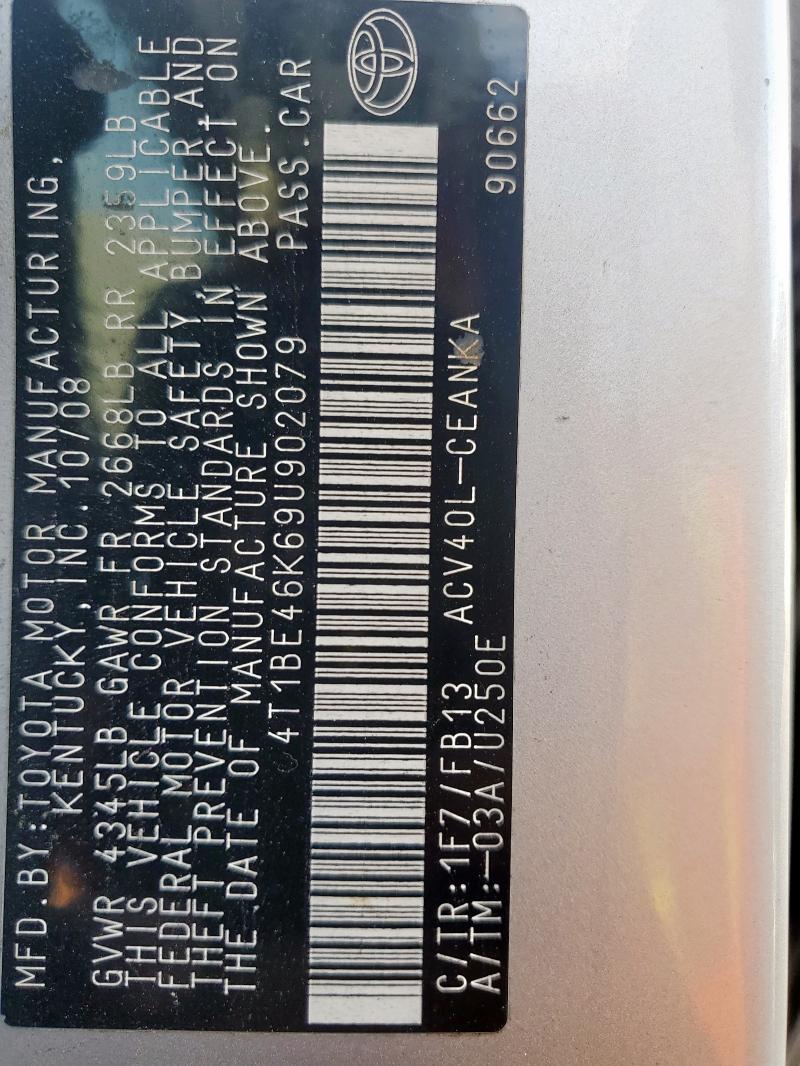 MFD.BY:TOYOTA MOTOR MANUFACTURING,
KENTUCKY,INC.10/08
GVWR 4345LB GAWR FR 2668LB RR 2359LB
THIS VEHICLE CONFORMS TO ALL APPLICABLE
FEDERAL MOTOR VEHICLE SAFETY BUMPER,AND
THEFT PREVENTION STANDARDS IN EFFECT ON
THE DATE OF MANUFACTURE SHOWN ABOVE.
4T1BE46K69U902079 PASS.CAR
C/TR:1F7/FB13 ACV40L-CEANKA
A/TM:-03A/U250E 90662